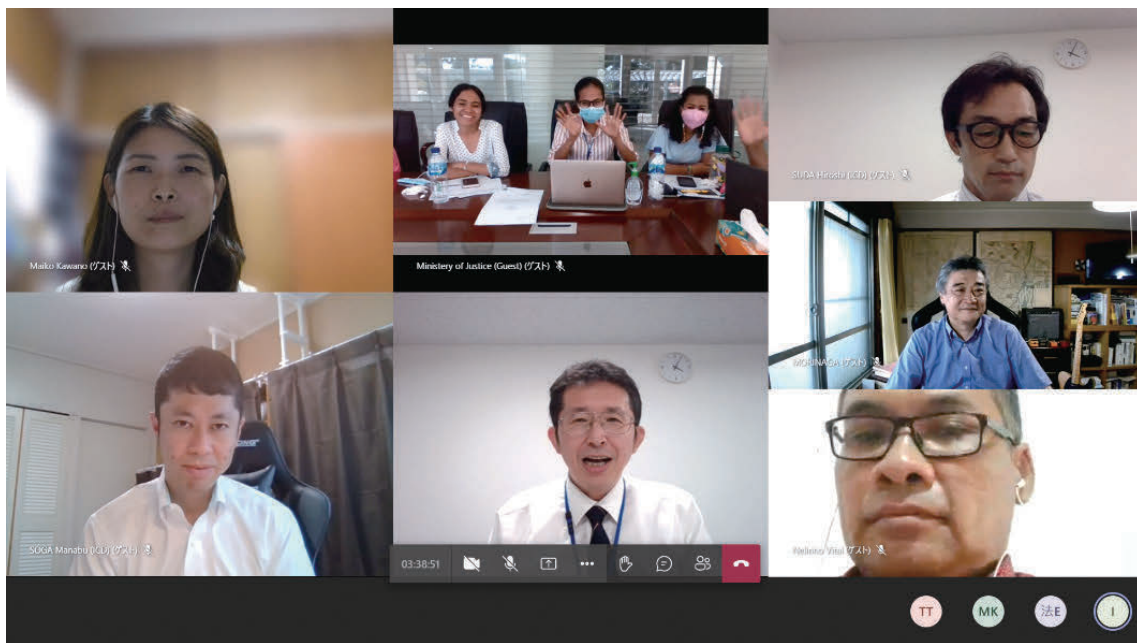 Maiko Kawano (ゲスト)
Ministery of Justice (Guest) (ゲスト)
SUDA Hiroshi (ICD) (ゲスト)
MORINAGA (ゲスト)
SOGA Manabu (ICD) (ゲスト)
Nelinho Vital (ゲスト)
03:38:51
TT
MK
法E
I